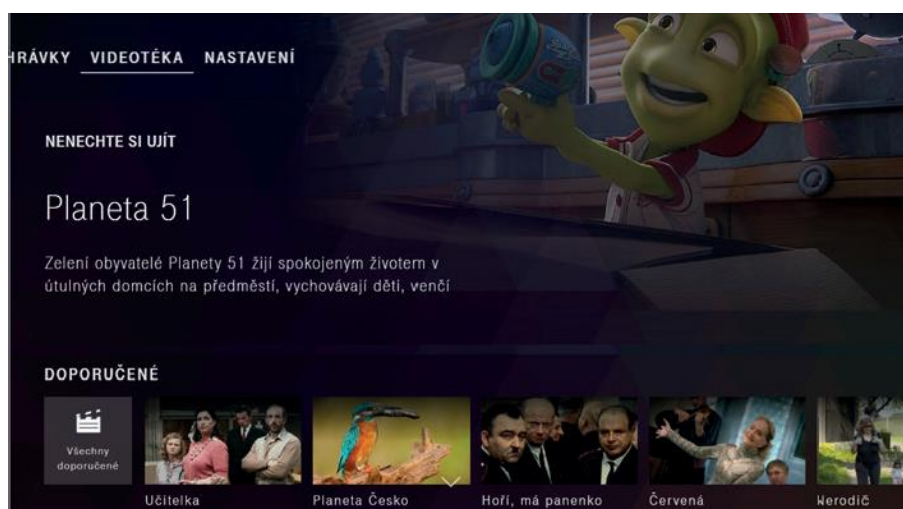 HRÁVKY VIDEOTÉKA NASTAVENÍ
NENECHTE SI UJÍT
Planeta 51
Zelení obyvatelé Planety 51 žijí spokojeným životem v
útulných domcích na předměstí, vychovávají děti, venčí
DOPORUČENÉ
Všechny
doporučené
Učitelka Planeta Česko Hoří, má panenko Červená Nerodič